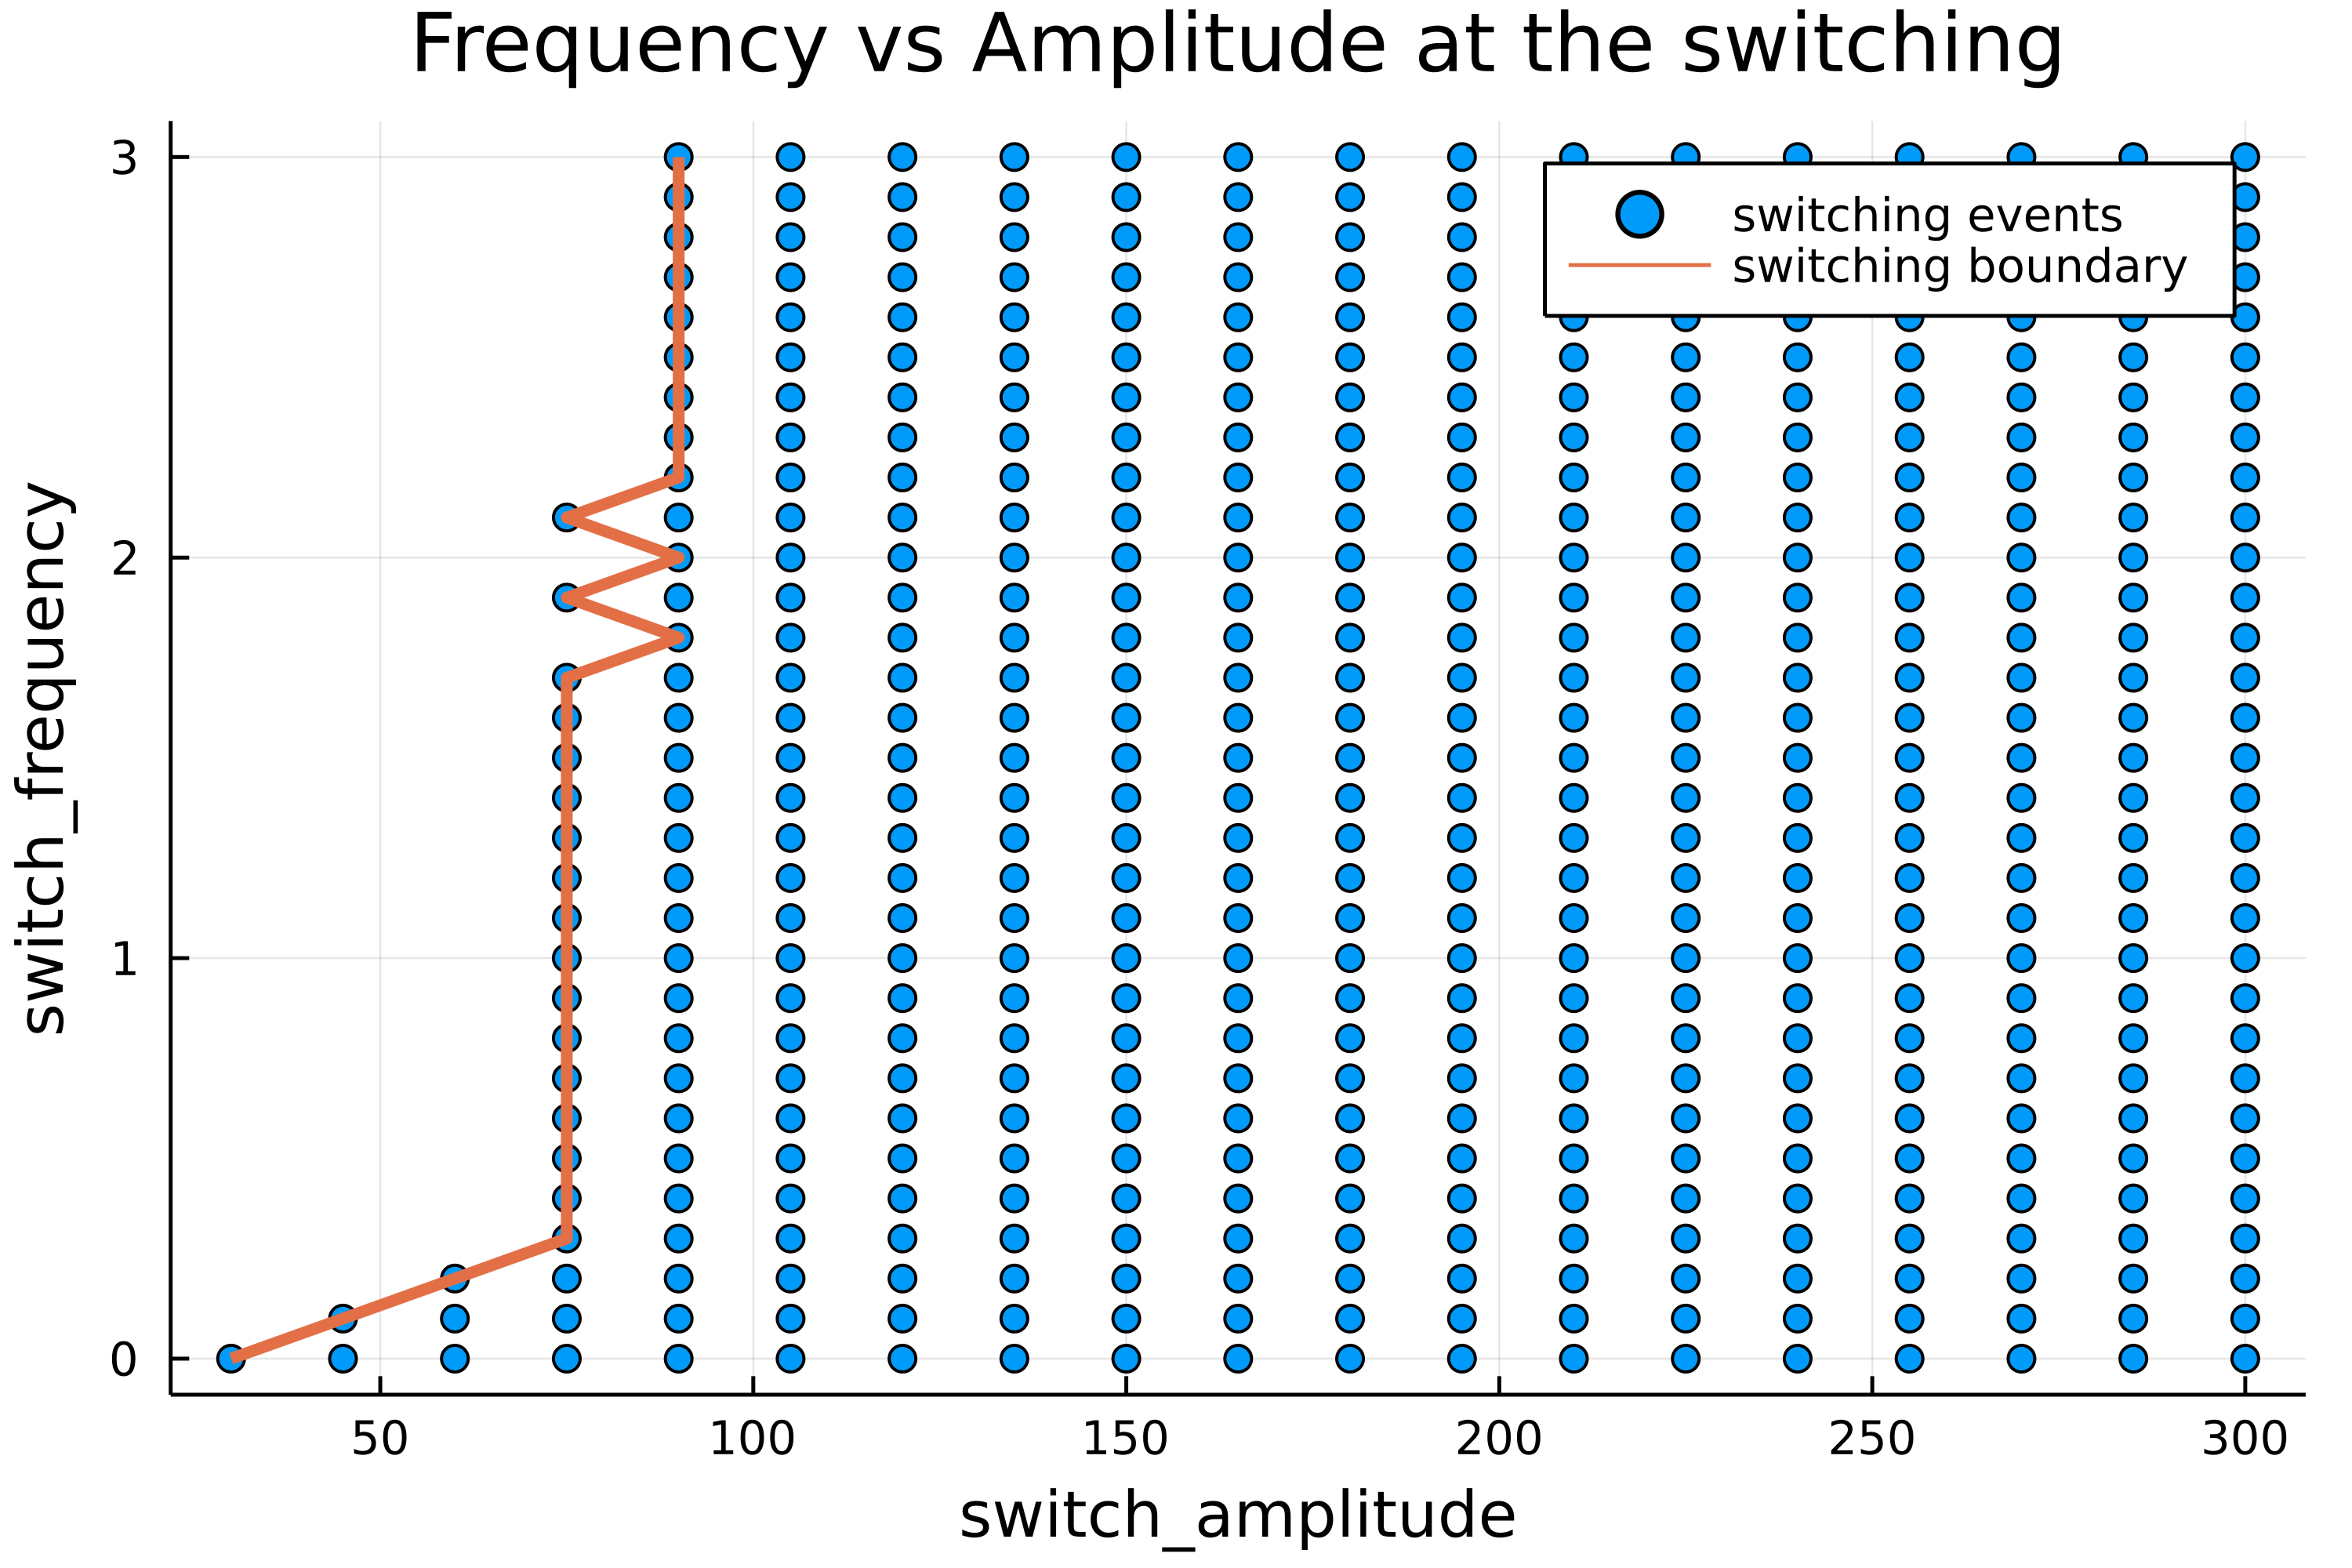 Frequency vs Amplitude at the switching
switching events
switching boundary
switch_frequency
3
2
1
0
50 100 150 200 250 300
switch_amplitude